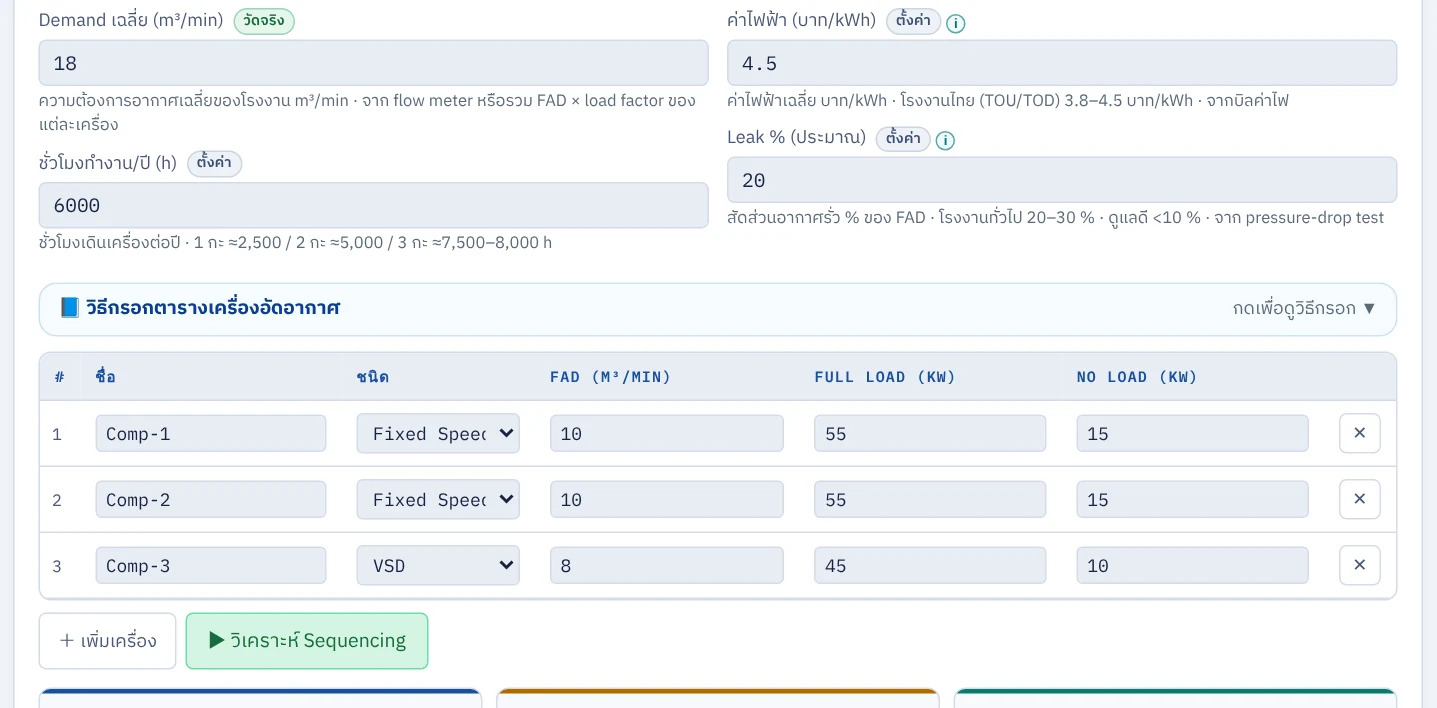 Demand เฉลี่ย (m³/min) วัดจริง
18
ความต้องการอากาศเฉลี่ยของโรงงาน m³/min · จาก flow meter หรือรวม FAD × load factor ของ
แต่ละเครื่อง
ชั่วโมงทำงาน/ปี (h) ตั้งค่า
6000
ชั่วโมงเดินเครื่องต่อปี · 1 กะ ≈2,500 / 2 กะ ≈5,000 / 3 กะ ≈7,500–8,000 h
ค่าไฟฟ้า (บาท/kWh) ตั้งค่า i
4.5
ค่าไฟฟ้าเฉลี่ย บาท/kWh · โรงงานไทย (TOU/TOD) 3.8–4.5 บาท/kWh · จากบิลค่าไฟ
Leak % (ประมาณ) ตั้งค่า i
20
สัดส่วนอากาศรั่ว % ของ FAD · โรงงานทั่วไป 20–30 % · ดูแลดี <10 % · จาก pressure-drop test
📘 วิธีกรอกตารางเครื่องอัดอากาศ กดเพื่อดูวิธีกรอก ▼
# ชื่อ ชนิด FAD (M³/MIN) FULL LOAD (KW) NO LOAD (KW)
1 Comp-1 Fixed Speed 10 55 15 ✕
2 Comp-2 Fixed Speed 10 55 15 ✕
3 Comp-3 VSD 8 45 10 ✕
+ เพิ่มเครื่อง ▶ วิเคราะห์ Sequencing